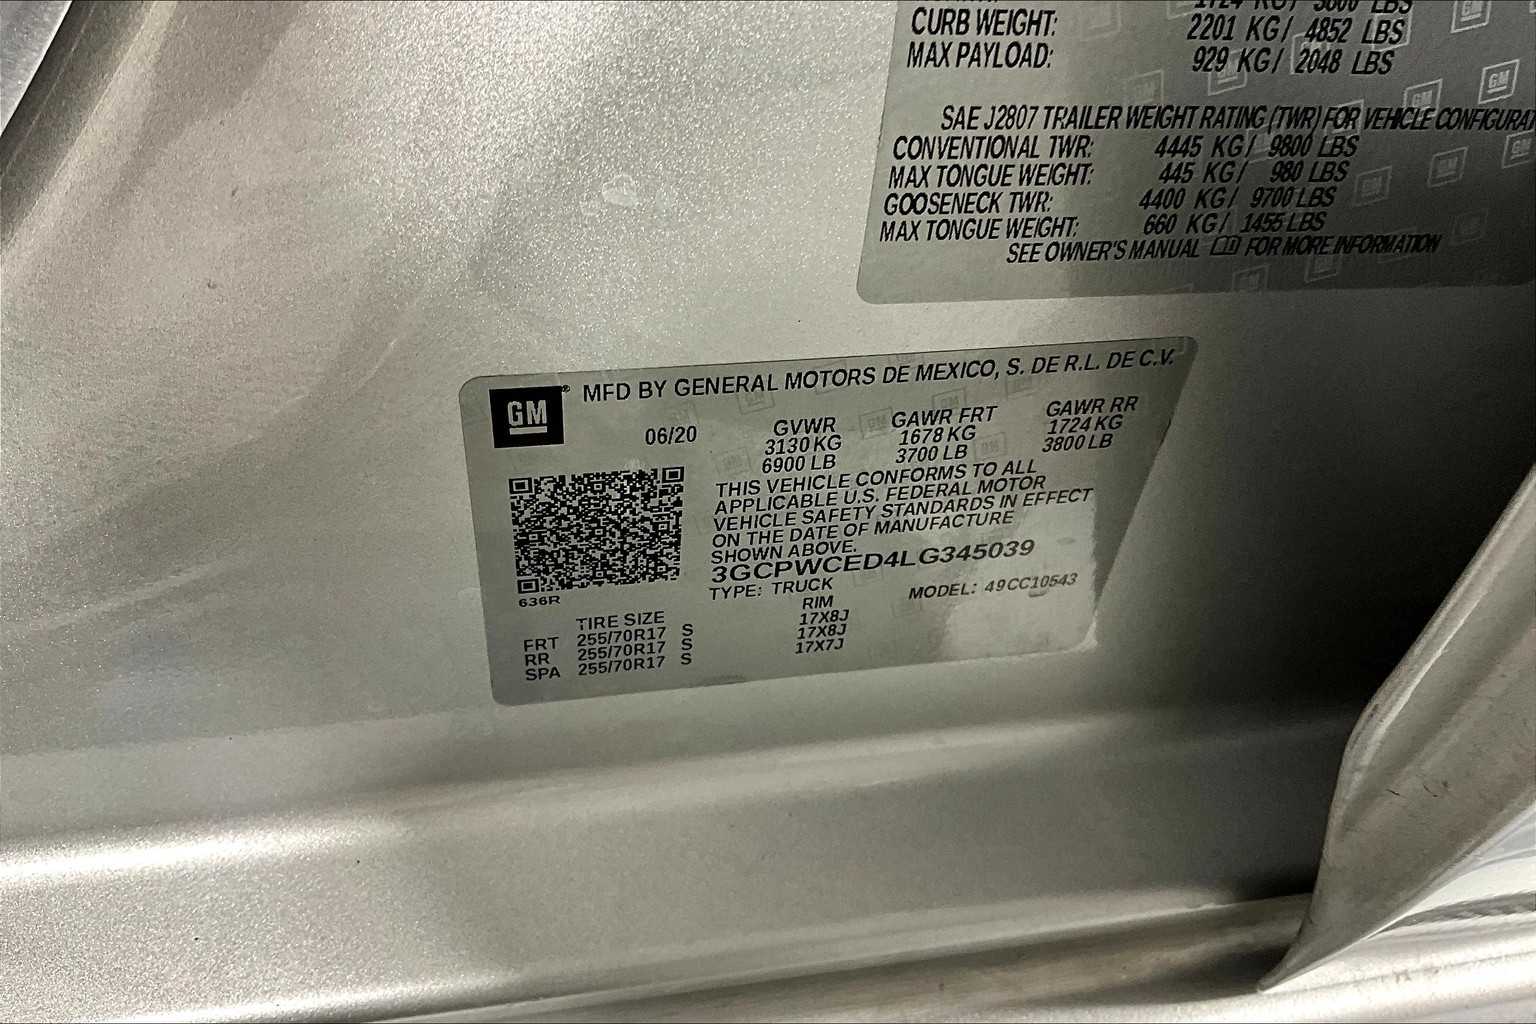 1724 KG/ 3800 LBS
CURB WEIGHT: 2201 KG/ 4852 LBS
MAX PAYLOAD: 929 KG/ 2048 LBS
SAE J2807 TRAILER WEIGHT RATING (TWR) FOR VEHICLE
CONVENTIONAL TWR: 4445 KG/ 9800 LBS
MAX TONGUE WEIGHT: 445 KG/ 980 LBS
GOOSENECK TWR: 4400 KG/ 9700 LBS
MAX TONGUE WEIGHT: 660 KG/ 1455 LBS
SEE OWNER'S MANUAL FOR MORE INFORMATION
GM® MFD BY GENERAL MOTORS DE MEXICO, S. DE R.L. DE C.V.
06/20 GVWR GAWR FRT GAWR RR
3130 KG 1678 KG 1724 KG
6900 LB 3700 LB 3800 LB
THIS VEHICLE CONFORMS TO ALL
APPLICABLE U.S. FEDERAL MOTOR
VEHICLE SAFETY STANDARDS IN EFFECT
ON THE DATE OF MANUFACTURE
SHOWN ABOVE.
3GCPWCED4LG345039
TYPE: TRUCK MODEL: 49CC10543
636R
TIRE SIZE RIM
FRT 255/70R17 S 17X8J
RR 255/70R17 S 17X8J
SPA 255/70R17 S 17X7J